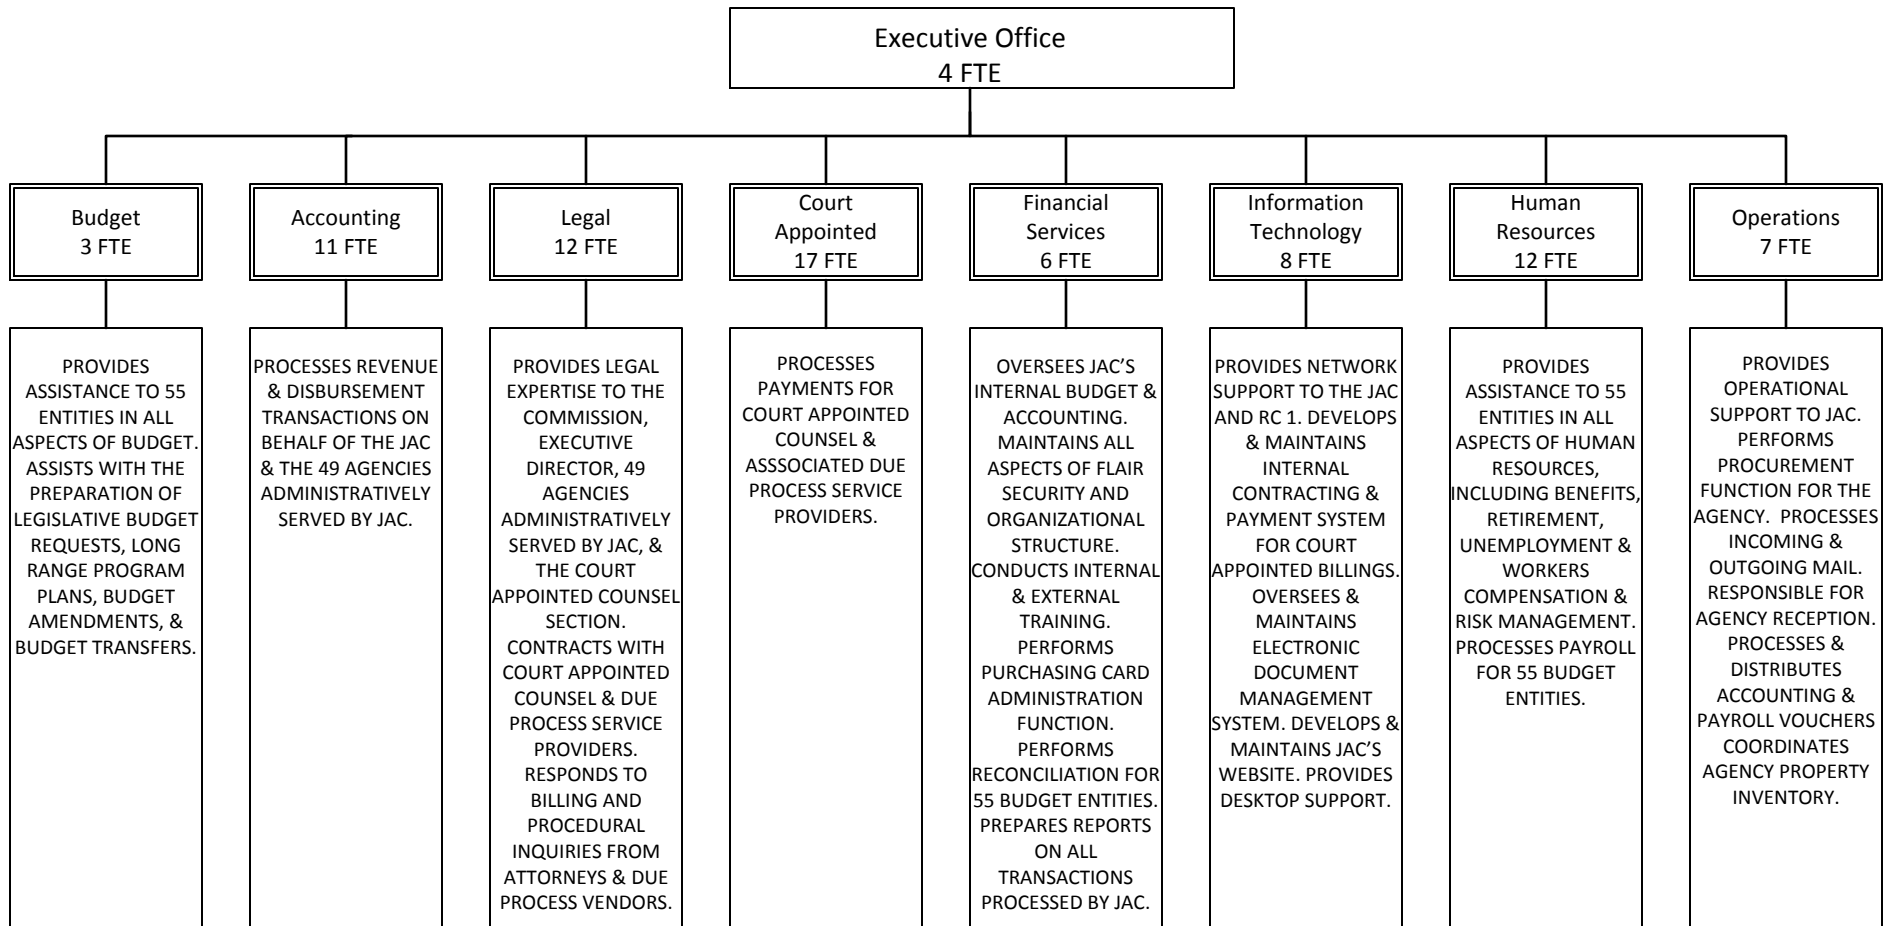 Executive Office
4 FTE
Budget
3 FTE
Accounting
11 FTE
Legal
12 FTE
Court
Appointed
17 FTE
Financial
Services
6 FTE
Information
Technology
8 FTE
Human
Resources
12 FTE
Operations
7 FTE
PROVIDES
ASSISTANCE TO 55
ENTITIES IN ALL
ASPECTS OF BUDGET.
ASSISTS WITH THE
PREPARATION OF
LEGISLATIVE BUDGET
REQUESTS, LONG
RANGE PROGRAM
PLANS, BUDGET
AMENDMENTS, &
BUDGET TRANSFERS.
PROCESSES REVENUE
& DISBURSEMENT
TRANSACTIONS ON
BEHALF OF THE JAC
& THE 49 AGENCIES
ADMINISTRATIVELY
SERVED BY JAC.
PROVIDES LEGAL
EXPERTISE TO THE
COMMISSION,
EXECUTIVE
DIRECTOR, 49
AGENCIES
ADMINISTRATIVELY
SERVED BY JAC, &
THE COURT
APPOINTED COUNSEL
SECTION.
CONTRACTS WITH
COURT APPOINTED
COUNSEL & DUE
PROCESS SERVICE
PROVIDERS.
RESPONDS TO
BILLING AND
PROCEDURAL
INQUIRIES FROM
ATTORNEYS & DUE
PROCESS VENDORS.
PROCESSES
PAYMENTS FOR
COURT APPOINTED
COUNSEL &
ASSSOCIATED DUE
PROCESS SERVICE
PROVIDERS.
OVERSEES JAC’S
INTERNAL BUDGET &
ACCOUNTING.
MAINTAINS ALL
ASPECTS OF FLAIR
SECURITY AND
ORGANIZATIONAL
STRUCTURE.
CONDUCTS INTERNAL
& EXTERNAL
TRAINING.
PERFORMS
PURCHASING CARD
ADMINISTRATION
FUNCTION.
PERFORMS
RECONCILIATION FOR
55 BUDGET ENTITIES.
PREPARES REPORTS
ON ALL
TRANSACTIONS
PROCESSED BY JAC.
PROVIDES NETWORK
SUPPORT TO THE JAC
AND RC 1. DEVELOPS
& MAINTAINS
INTERNAL
CONTRACTING &
PAYMENT SYSTEM
FOR COURT
APPOINTED BILLINGS.
OVERSEES &
MAINTAINS
ELECTRONIC
DOCUMENT
MANAGEMENT
SYSTEM. DEVELOPS &
MAINTAINS JAC’S
WEBSITE. PROVIDES
DESKTOP SUPPORT.
PROVIDES
ASSISTANCE TO 55
ENTITIES IN ALL
ASPECTS OF HUMAN
RESOURCES,
INCLUDING BENEFITS,
RETIREMENT,
UNEMPLOYMENT &
WORKERS
COMPENSATION &
RISK MANAGEMENT.
PROCESSES PAYROLL
FOR 55 BUDGET
ENTITIES.
PROVIDES
OPERATIONAL
SUPPORT TO JAC.
PERFORMS
PROCUREMENT
FUNCTION FOR THE
AGENCY.  PROCESSES
INCOMING &
OUTGOING MAIL.
RESPONSIBLE FOR
AGENCY RECEPTION.
PROCESSES &
DISTRIBUTES
ACCOUNTING &
PAYROLL VOUCHERS
COORDINATES
AGENCY PROPERTY
INVENTORY.